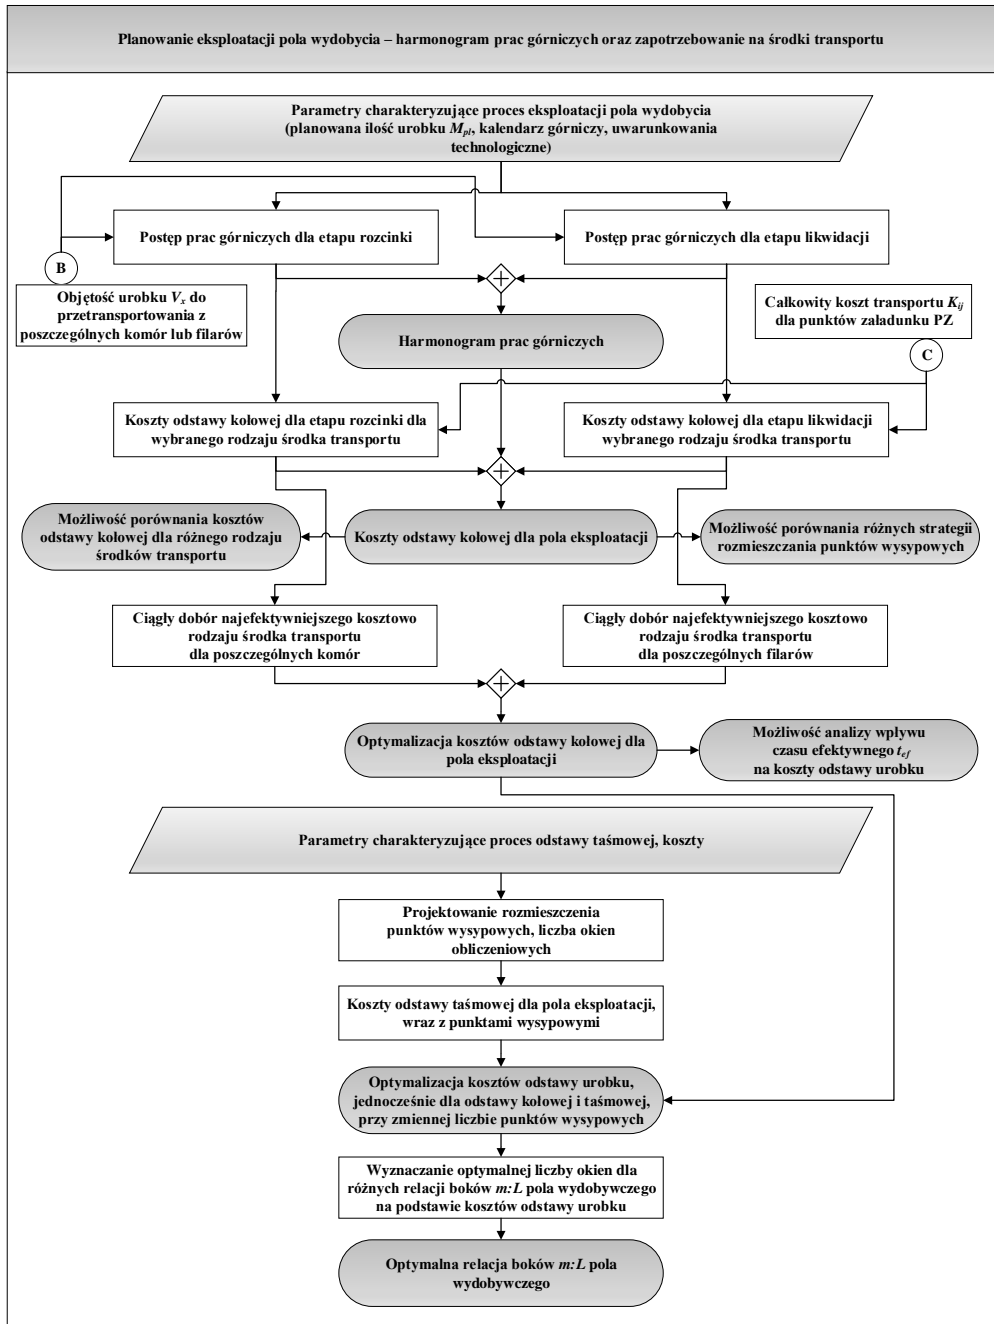 Planowanie eksploatacji pola wydobycia – harmonogram prac górniczych oraz zapotrzebowanie na środki transportu
Parametry charakteryzujące proces eksploatacji pola wydobycia
(planowana ilość urobku Mpl, kalendarz górniczy, uwarunkowania
technologiczne)
Postęp prac górniczych dla etapu rozcinki
Postęp prac górniczych dla etapu likwidacji
B
Objętość urobku Vx do
przetransportowania z
poszczególnych komór lub filarów
Całkowity koszt transportu Kij
dla punktów załadunku PZ
C
Harmonogram prac górniczych
Koszty odstawy kołowej dla etapu rozcinki dla
wybranego rodzaju środka transportu
Koszty odstawy kołowej dla etapu likwidacji
wybranego rodzaju środka transportu
Możliwość porównania kosztów
odstawy kołowej dla różnego rodzaju
środków transportu
Koszty odstawy kołowej dla pola eksploatacji
Możliwość porównania różnych strategii
rozmieszczania punktów wysypowych
Ciągły dobór najefektywniejszego kosztowo
rodzaju środka transportu
dla poszczególnych komór
Ciągły dobór najefektywniejszego kosztowo
rodzaju środka transportu
dla poszczególnych filarów
Optymalizacja kosztów odstawy kołowej dla
pola eksploatacji
Możliwość analizy wpływu
czasu efektywnego tef
na koszty odstawy urobku
Parametry charakteryzujące proces odstawy taśmowej, koszty
Projektowanie rozmieszczenia
punktów wysypowych, liczba okien
obliczeniowych
Koszty odstawy taśmowej dla pola eksploatacji,
wraz z punktami wysypowymi
Optymalizacja kosztów odstawy urobku,
jednocześnie dla odstawy kołowej i taśmowej,
przy zmiennej liczbie punktów wysypowych
Wyznaczanie optymalnej liczby okien dla
różnych relacji boków m:L pola wydobywczego
na podstawie kosztów odstawy urobku
Optymalna relacja boków m:L pola
wydobywczego